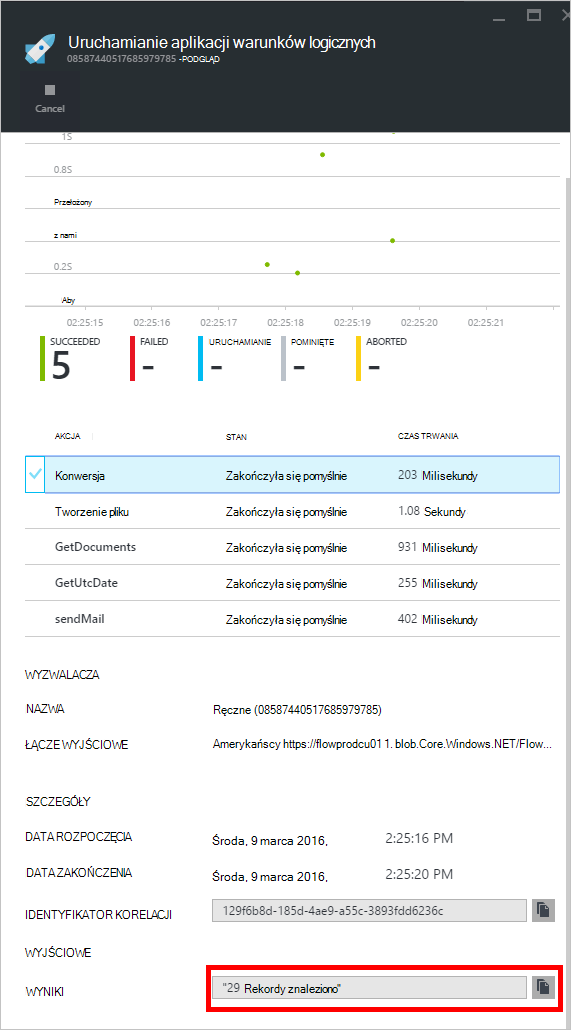 Uruchamianie aplikacji warunków logicznych
08587440517685979785 -PODGLĄD
Cancel
1S
0.8S
Przełożony
z nami
0.2S
Aby
02:25:15 02:25:16 02:25:17 02:25:18 02:25:19 02:25:20 02:25:21
SUCCEEDED FAILED URUCHAMIANIE POMINIĘTE ABORTED
5 - - - -
AKCJA STAN CZAS TRWANIA
Konwersja Zakończyła się pomyślnie 203 Milisekundy
Tworzenie pliku Zakończyła się pomyślnie 1.08 Sekundy
GetDocuments Zakończyła się pomyślnie 931 Milisekundy
GetUtcDate Zakończyła się pomyślnie 255 Milisekundy
sendMail Zakończyła się pomyślnie 402 Milisekundy
WYZWALACZA
NAZWA Ręczne (08587440517685979785)
ŁĄCZE WYJŚCIOWE Amerykańscy https://flowprodcu01 1. blob.Core.Windows.NET/Flow...
SZCZEGÓŁY
DATA ROZPOCZĘCIA Środa, 9 marca 2016, 2:25:16 PM
DATA ZAKOŃCZENIA Środa, 9 marca 2016, 2:25:20 PM
IDENTYFIKATOR KORELACJI 129f6b8d-185d-4ae9-a55c-3893fdd6236c
WYJŚCIOWE
WYNIKI "29 Rekordy znaleziono"